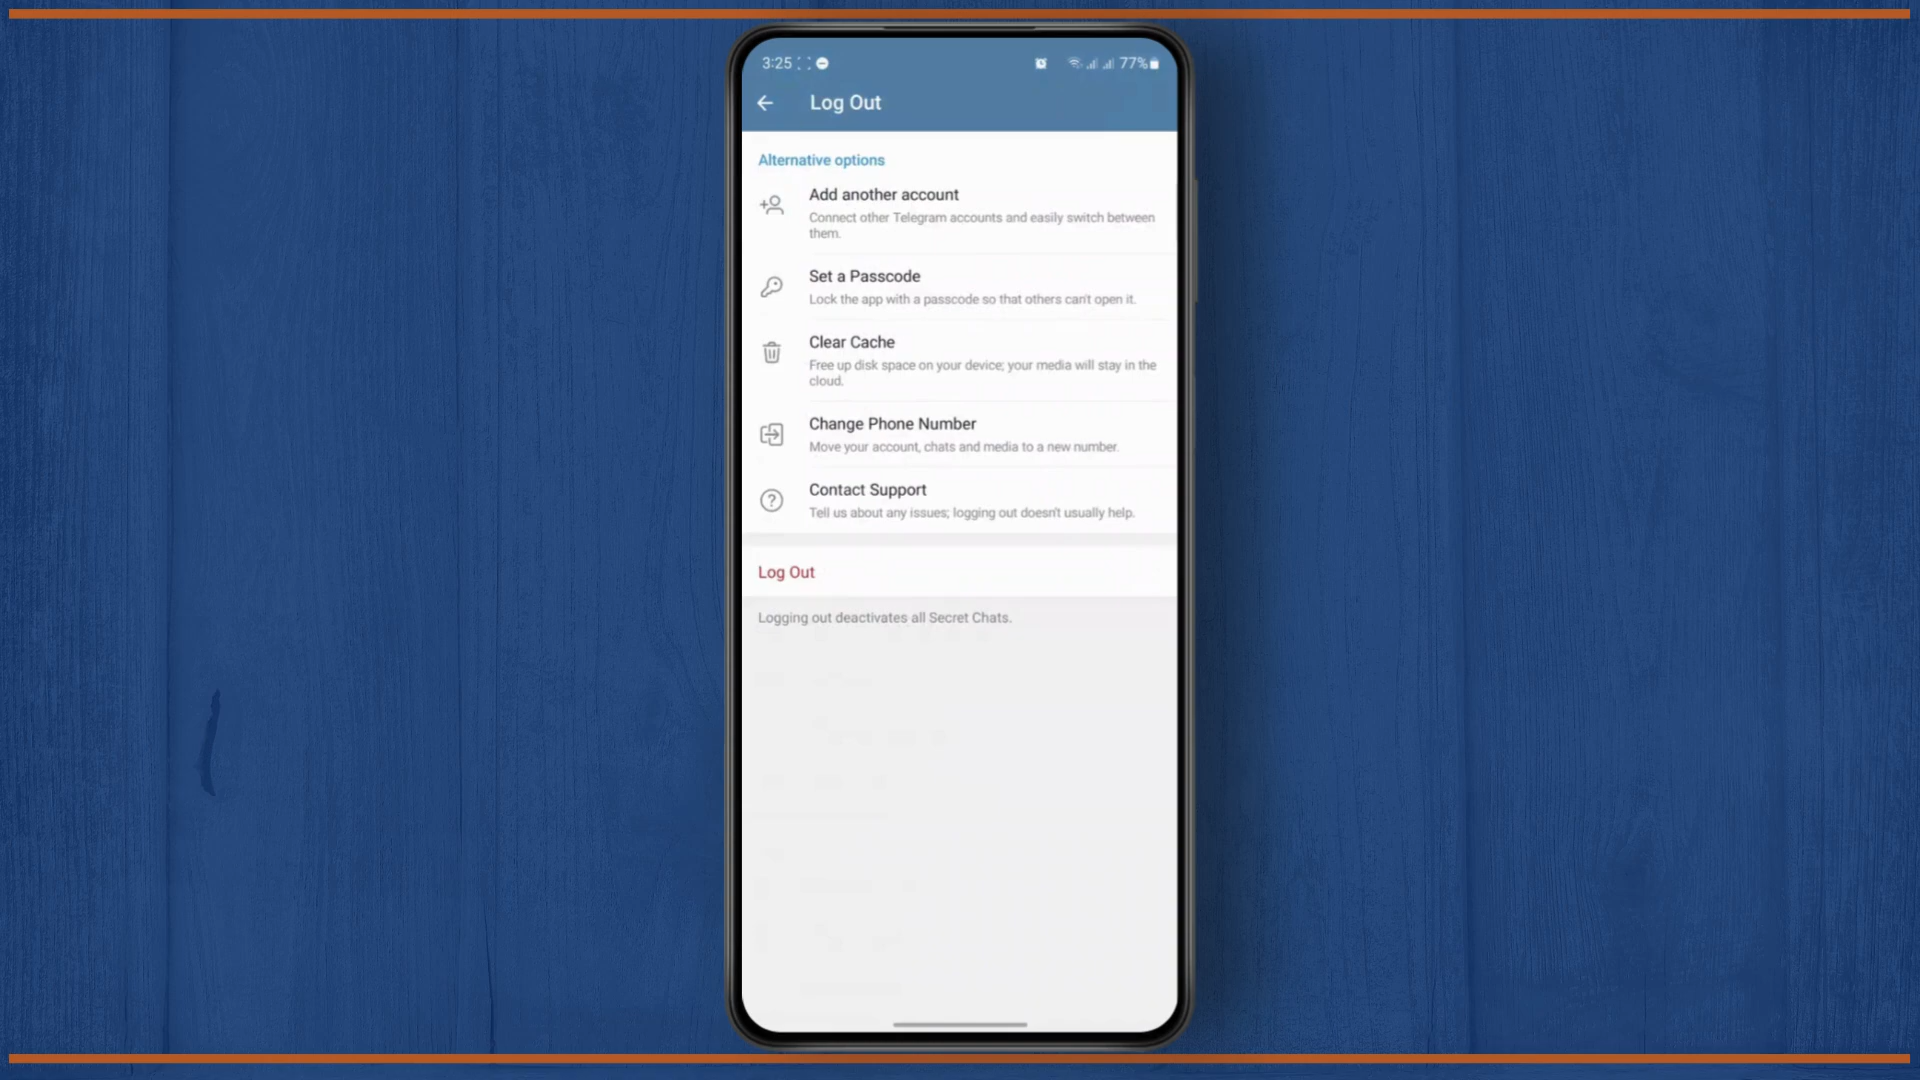 3:25
77%
Log Out
Alternative options
Add another account
Connect other Telegram accounts and easily switch between
them.
Set a Passcode
Lock the app with a passcode so that others can't open it.
Clear Cache
Free up disk space on your device; your media will stay in the
cloud.
Change Phone Number
Move your account, chats and media to a new number.
Contact Support
Tell us about any issues; logging out doesn't usually help.
Log Out
Logging out deactivates all Secret Chats.